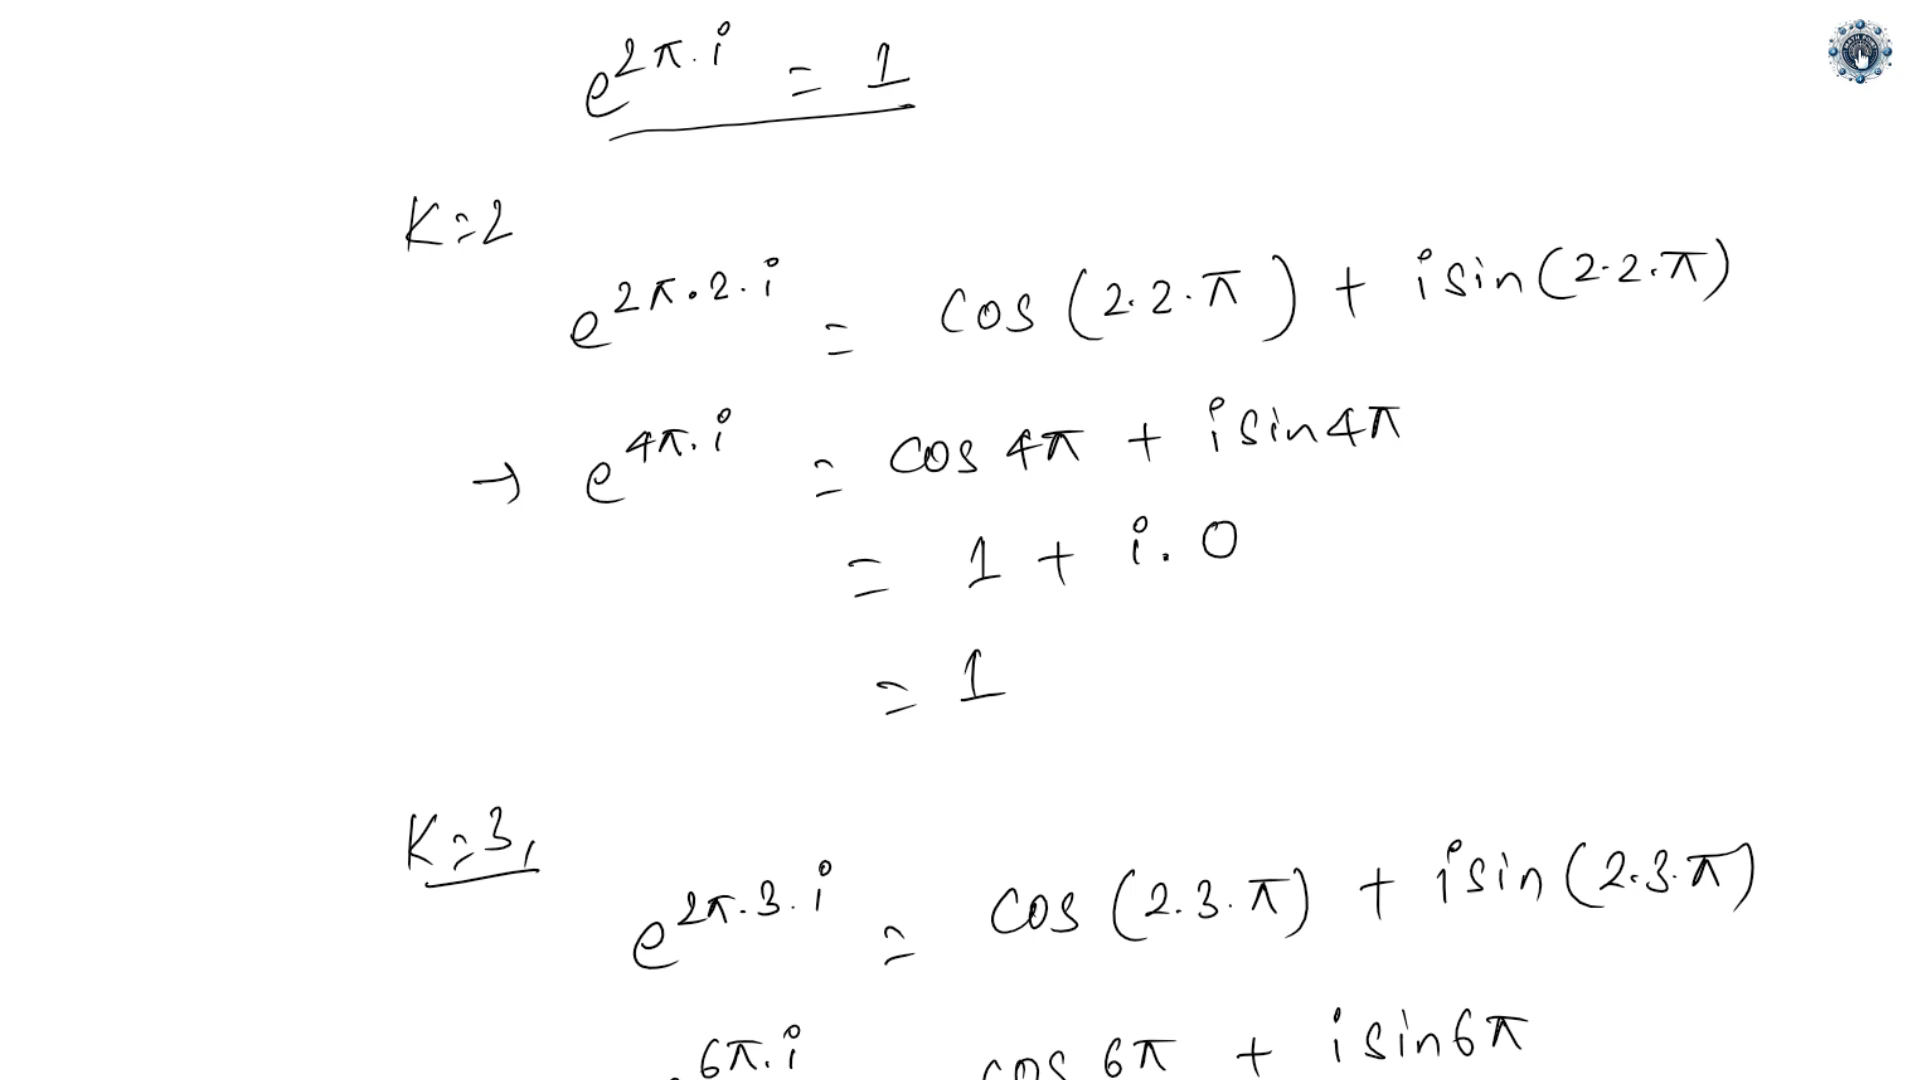 e^{2π.i} = 1
K=2
e^{2π.2.i} = cos (2.2.π) + i sin (2.2.π)
→ e^{4π.i} = cos 4π + i sin 4π
= 1 + i.0
= 1
K=3,
e^{2π.3.i} = cos (2.3.π) + i sin (2.3.π)
6π.i cos 6π + i sin 6π